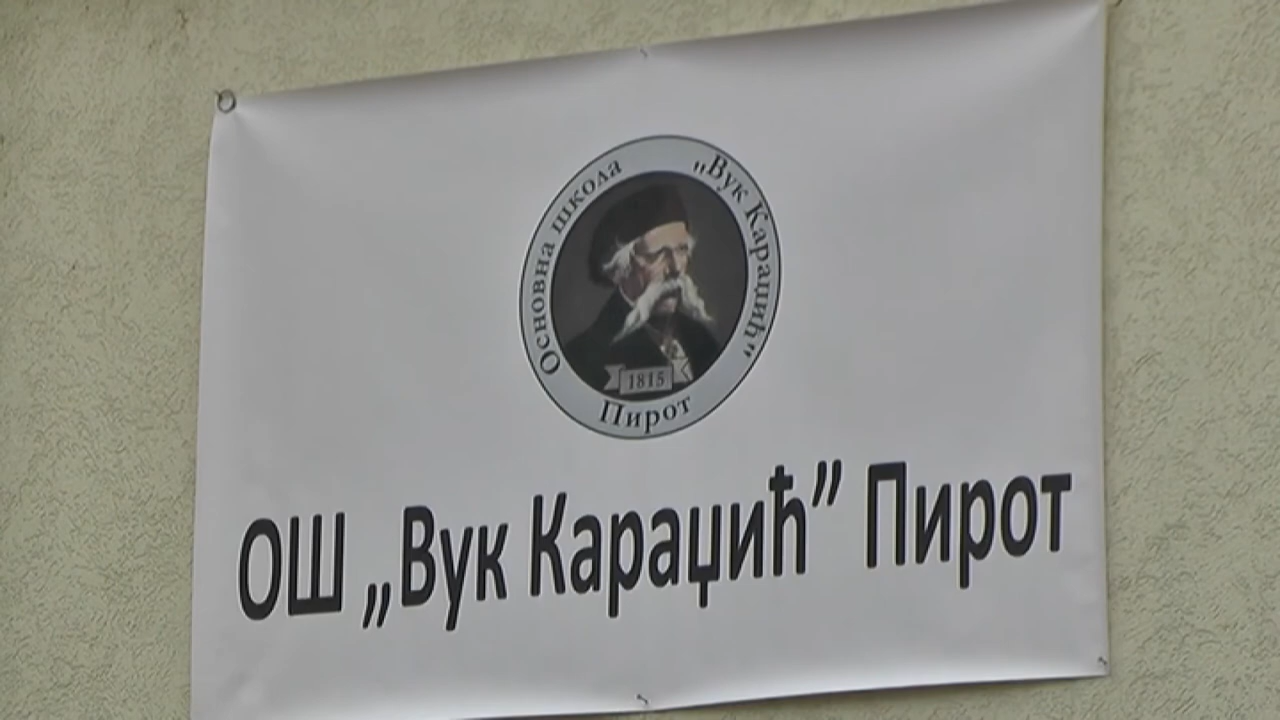 Основна школа
„Вук Караџић“
1815
Пирот
ОШ „Вук Караџић” Пирот